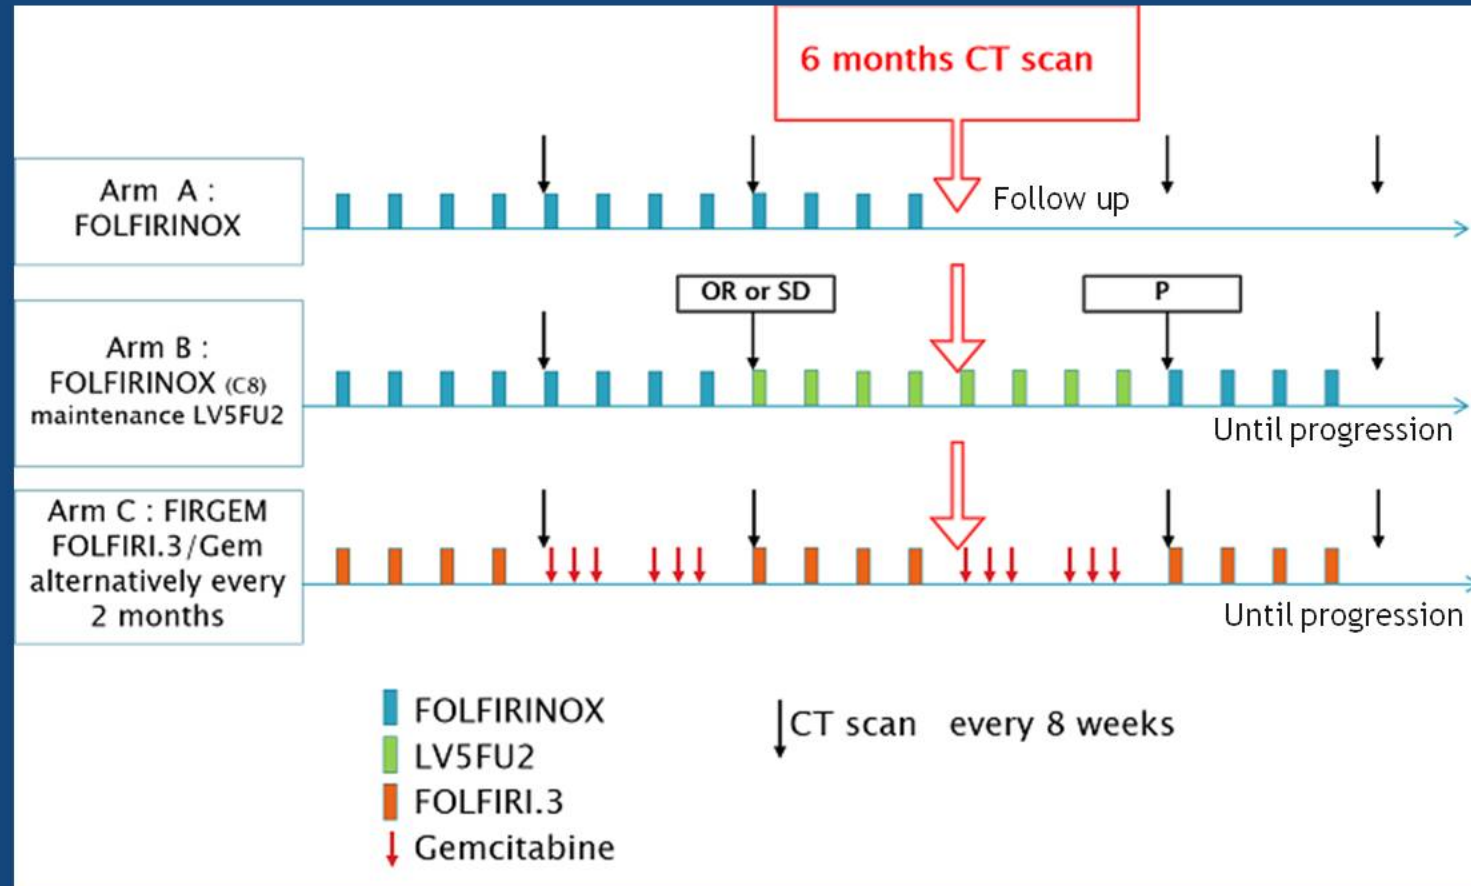 6 months CT scan
Arm A :
FOLFIRINOX
Follow up
OR or SD
P
Arm B :
FOLFIRINOX (C8)
maintenance LV5FU2
Until progression
Arm C : FIRGEM
FOLFIRI.3/Gem
alternatively every
2 months
Until progression
FOLFIRINOX
LV5FU2
FOLFIRI.3
Gemcitabine
CT scan every 8 weeks